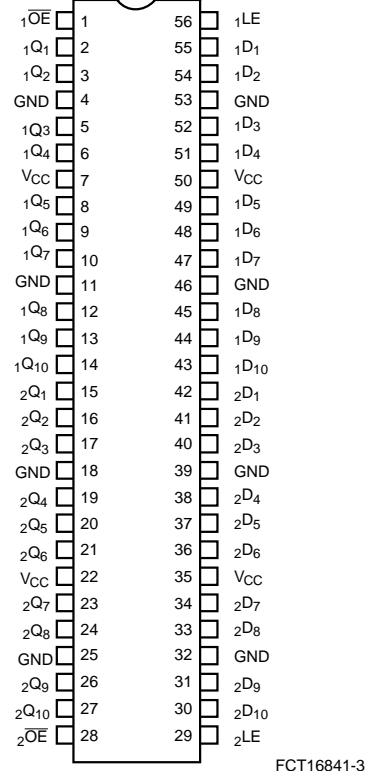 1OE 1 56 1LE
1Q1 2 55 1D1
1Q2 3 54 1D2
GND 4 53 GND
1Q3 5 52 1D3
1Q4 6 51 1D4
VCC 7 50 VCC
1Q5 8 49 1D5
1Q6 9 48 1D6
1Q7 10 47 1D7
GND 11 46 GND
1Q8 12 45 1D8
1Q9 13 44 1D9
1Q10 14 43 1D10
2Q1 15 42 2D1
2Q2 16 41 2D2
2Q3 17 40 2D3
GND 18 39 GND
2Q4 19 38 2D4
2Q5 20 37 2D5
2Q6 21 36 2D6
VCC 22 35 VCC
2Q7 23 34 2D7
2Q8 24 33 2D8
GND 25 32 GND
2Q9 26 31 2D9
2Q10 27 30 2D10
2OE 28 29 2LE
FCT16841-3